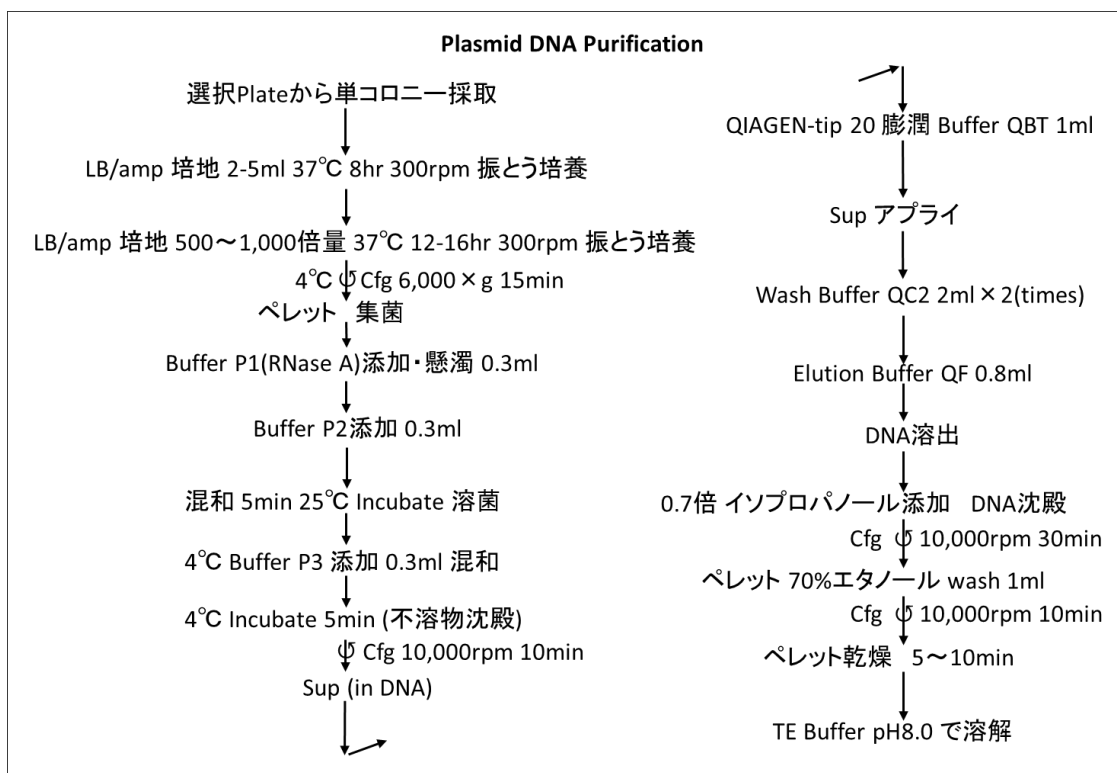 Plasmid DNA Purification
選択Plateから単コロニー採取
LB/amp 培地 2-5ml 37℃ 8hr 300rpm 振とう培養
LB/amp 培地 500〜1,000倍量 37℃ 12-16hr 300rpm 振とう培養
4℃ ↺ Cfg 6,000×g 15min
ペレット 集菌
Buffer P1(RNase A)添加・懸濁 0.3ml
Buffer P2添加 0.3ml
混和 5min 25℃ Incubate 溶菌
4℃ Buffer P3 添加 0.3ml 混和
4℃ Incubate 5min (不溶物沈殿)
↺ Cfg 10,000rpm 10min
Sup (in DNA)
QIAGEN-tip 20 膨潤 Buffer QBT 1ml
Sup アプライ
Wash Buffer QC2 2ml×2(times)
Elution Buffer QF 0.8ml
DNA溶出
0.7倍 イソプロパノール添加 DNA沈殿
Cfg ↺ 10,000rpm 30min
ペレット 70%エタノール wash 1ml
Cfg ↺ 10,000rpm 10min
ペレット乾燥 5〜10min
TE Buffer pH8.0 で溶解